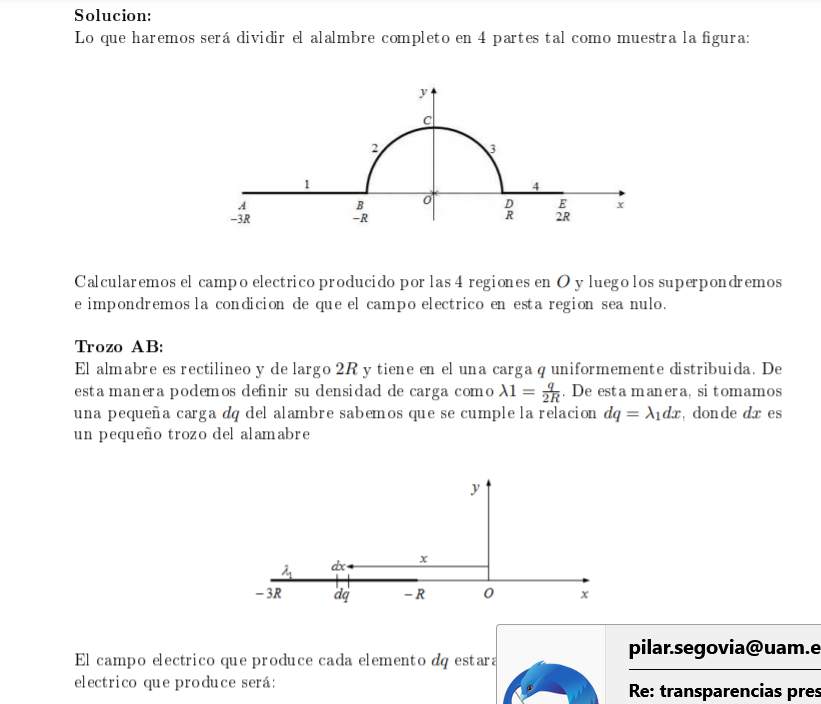 Solucion:
Lo que haremos será dividir el alalmbre completo en 4 partes tal como muestra la figura:
y
C
2
3
1
4
O
A
B
D
E
x
−3R
−R
R
2R
Calcularemos el campo electrico producido por las 4 regiones en O y luego los superpondremos
e impondremos la condicion de que el campo electrico en esta region sea nulo.
Trozo AB:
El almabre es rectilineo y de largo 2R y tiene en el una carga q uniformemente distribuida. De
esta manera podemos definir su densidad de carga como λ1 = q/2R. De esta manera, si tomamos
una pequeña carga dq del alambre sabemos que se cumple la relacion dq = λ₁dx, donde dx es
un pequeño trozo del alamabre
y
x
dx
λ₁
−3R
dq
−R
O
x
El campo electrico que produce cada elemento dq estar
electrico que produce será:
pilar.segovia@uam.e
Re: transparencias pres